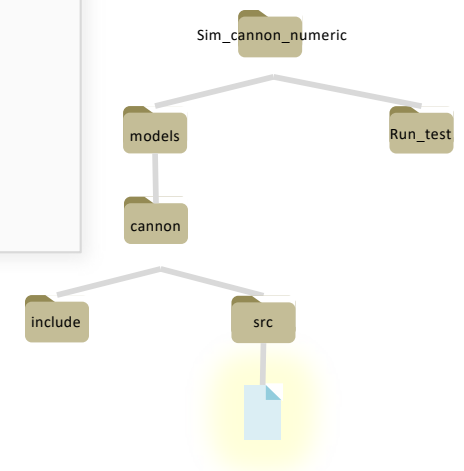 Sim_cannon_numeric
models
Run_test
cannon
include
src